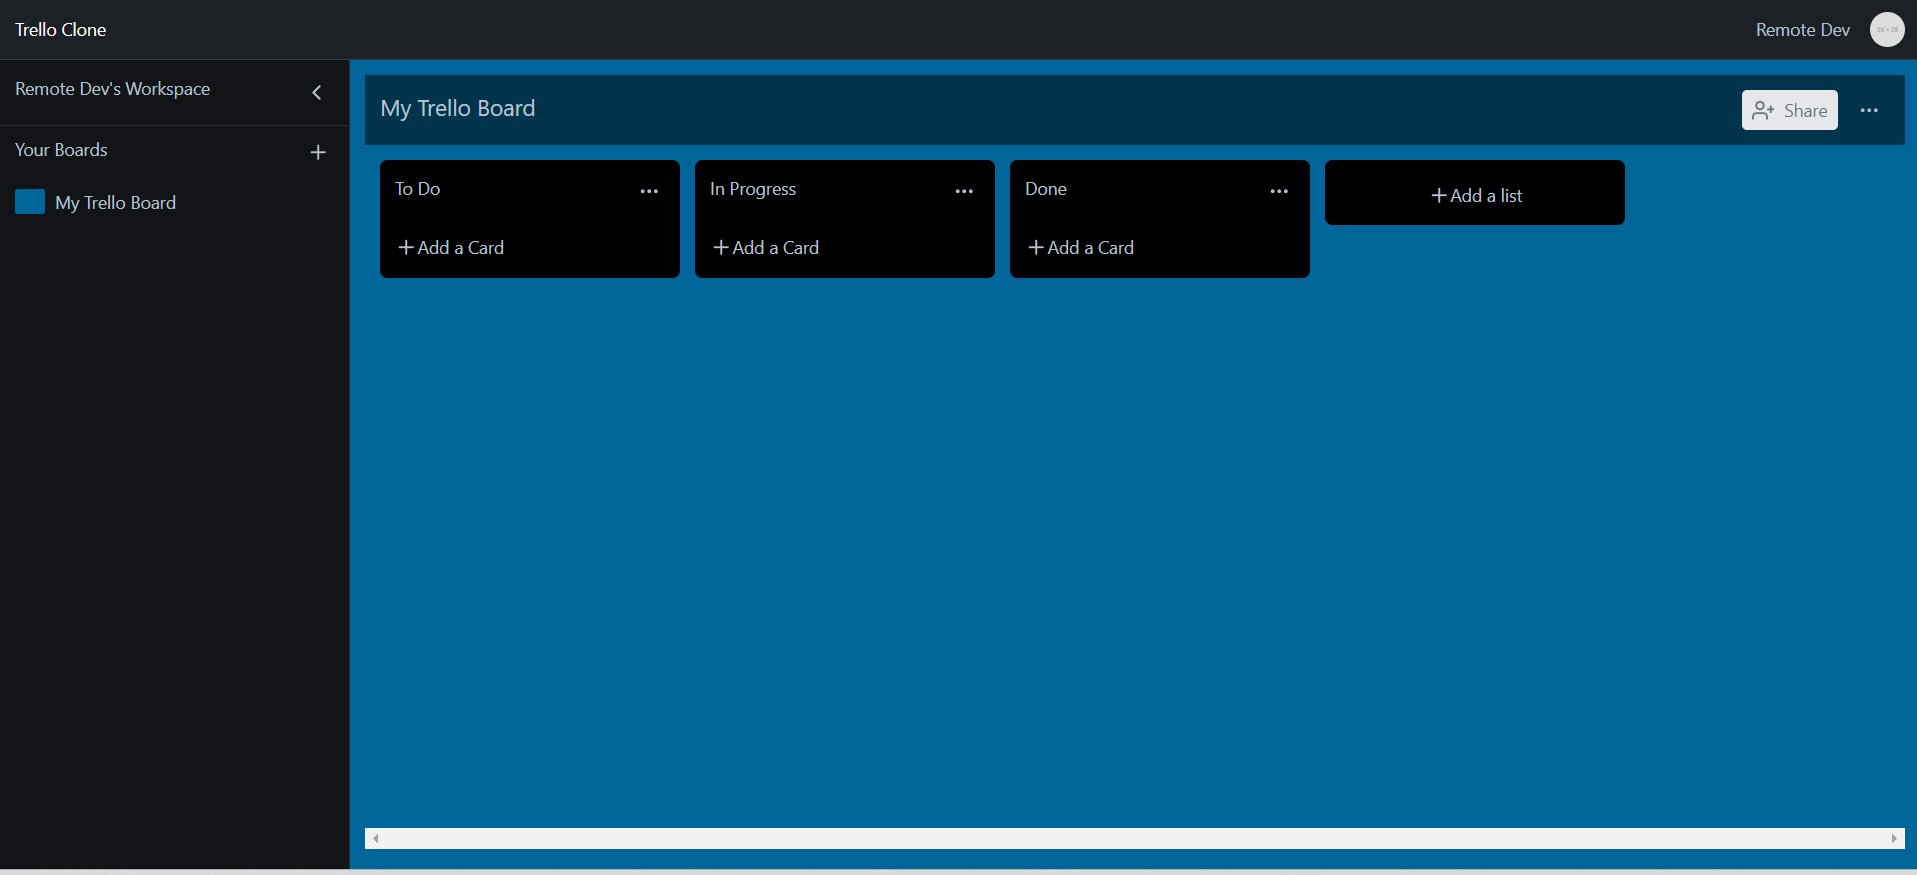 Trello Clone
Remote Dev
Remote Dev's Workspace
Your Boards
My Trello Board
My Trello Board
Share
To Do
Add a Card
In Progress
Add a Card
Done
Add a Card
Add a list